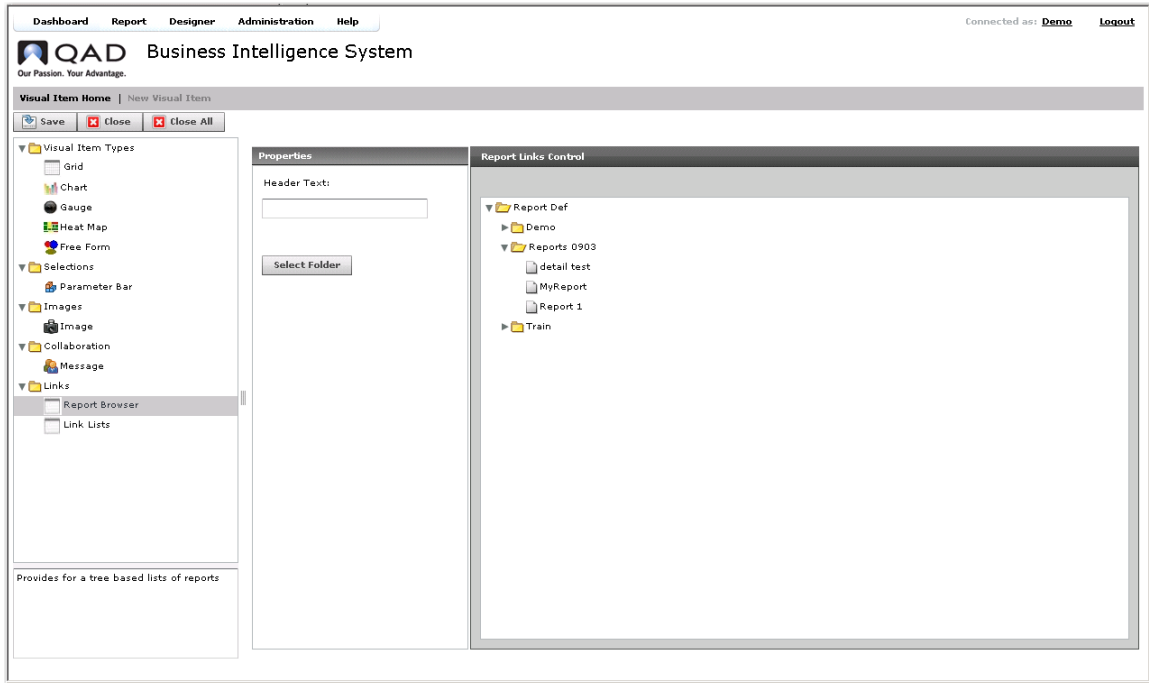 Dashboard Report Designer Administration Help Connected as: Demo Logout
QAD Business Intelligence System
Our Passion. Your Advantage.
Visual Item Home | New Visual Item
Save Close Close All
Visual Item Types
Grid
Chart
Gauge
Heat Map
Free Form
Selections
Parameter Bar
Images
Image
Collaboration
Message
Links
Report Browser
Link Lists
Provides for a tree based lists of reports
Properties
Header Text:
Select Folder
Report Links Control
Report Def
Demo
Reports 0903
detail test
MyReport
Report 1
Train